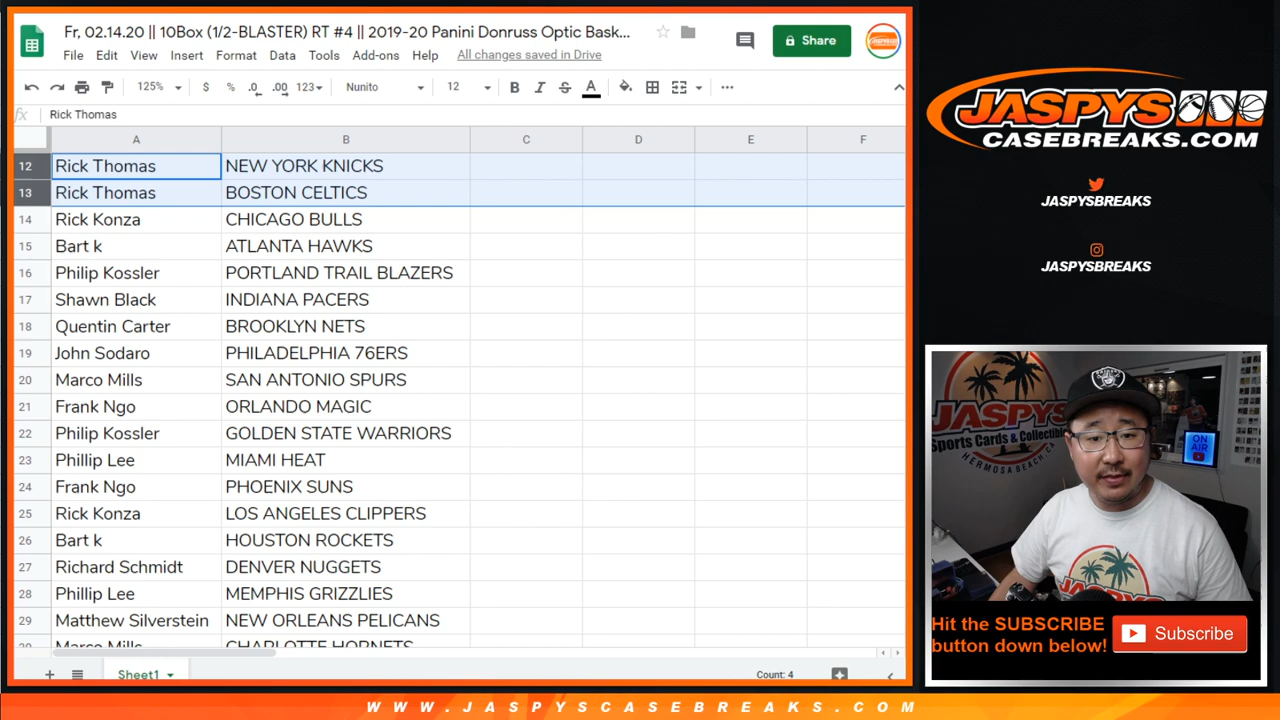 Fr, 02.14.20 || 10Box (1/2-BLASTER) RT #4 || 2019-20 Panini Donruss Optic Bask...
File Edit View Insert Format Data Tools Add-ons Help All changes saved in Drive
Share
125% $ % .0 .00 123 Nunito 12 B I S A
fx Rick Thomas
A B C D E F
12 Rick Thomas NEW YORK KNICKS
13 Rick Thomas BOSTON CELTICS
14 Rick Konza CHICAGO BULLS
15 Bart k ATLANTA HAWKS
16 Philip Kossler PORTLAND TRAIL BLAZERS
17 Shawn Black INDIANA PACERS
18 Quentin Carter BROOKLYN NETS
19 John Sodaro PHILADELPHIA 76ERS
20 Marco Mills SAN ANTONIO SPURS
21 Frank Ngo ORLANDO MAGIC
22 Philip Kossler GOLDEN STATE WARRIORS
23 Phillip Lee MIAMI HEAT
24 Frank Ngo PHOENIX SUNS
25 Rick Konza LOS ANGELES CLIPPERS
26 Bart k HOUSTON ROCKETS
27 Richard Schmidt DENVER NUGGETS
28 Phillip Lee MEMPHIS GRIZZLIES
29 Matthew Silverstein NEW ORLEANS PELICANS
Marco Mills CHARLOTTE HORNETS
Sheet1
Count: 4
JASPYS
CASEBREAKS.COM
JASPYSBREAKS
JASPYSBREAKS
JASPYS
Sports Cards & Collectibles
HERMOSA BEACH, CA
ON AIR
JASPYS
Hit the SUBSCRIBE
button down below!
Subscribe
WWW.JASPYSCASEBREAKS.COM